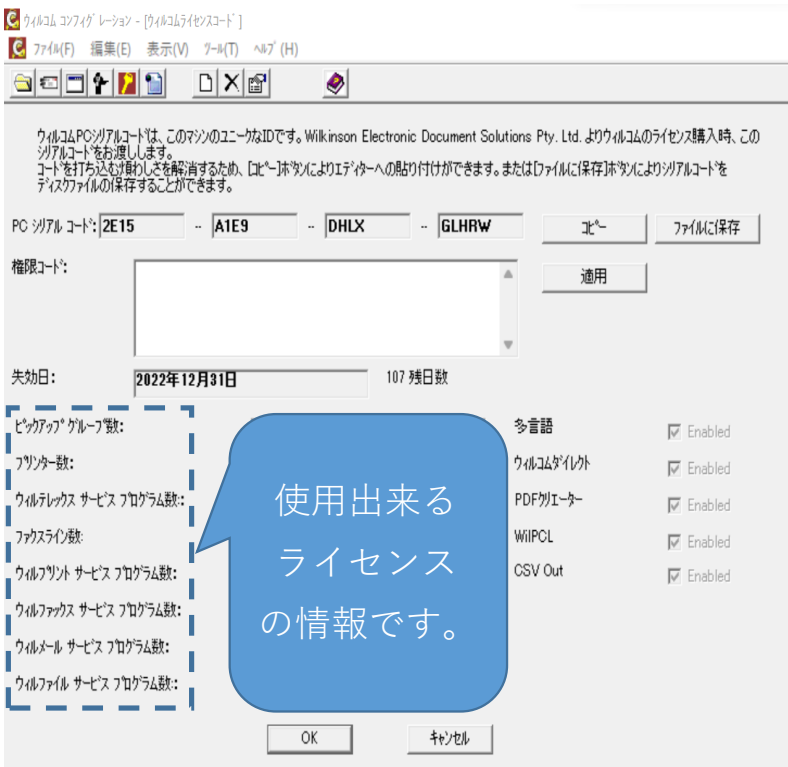 ウィルコム コンフィグレーション - [ウィルコムライセンスコード]
ファイル(F) 編集(E) 表示(V) ツール(T) ヘルプ(H)
ウィルコムPCシリアルコードは、このマシンのユニークなIDです。Wilkinson Electronic Document Solutions Pty. Ltd. よりウィルコムのライセンス購入時、この
シリアルコードをお渡しします。
コードを打ち込む煩わしさを解消するため、[コピー]ボタンによりエディターへの貼り付けができます。または[ファイルに保存]ボタンによりシリアルコードを
ディスクファイルの保存することができます。
PC シリアル コード: 2E15 -- A1E9 -- DHLX -- GLHRW コピー ファイルに保存
権限コード: 適用
失効日: 2022年12月31日 107 残日数
ピックアップ グループ数: 多言語 Enabled
プリンター数: ウィルコムダイレクト Enabled
ウィルテレックス サービス プログラム数: PDFクリエーター Enabled
ファクスライン数: WilPCL Enabled
ウィルプリント サービス プログラム数: CSV Out Enabled
ウィルファックス サービス プログラム数:
ウィルメール サービス プログラム数:
ウィルファイル サービス プログラム数:
使用出来る
ライセンス
の情報です。
OK キャンセル